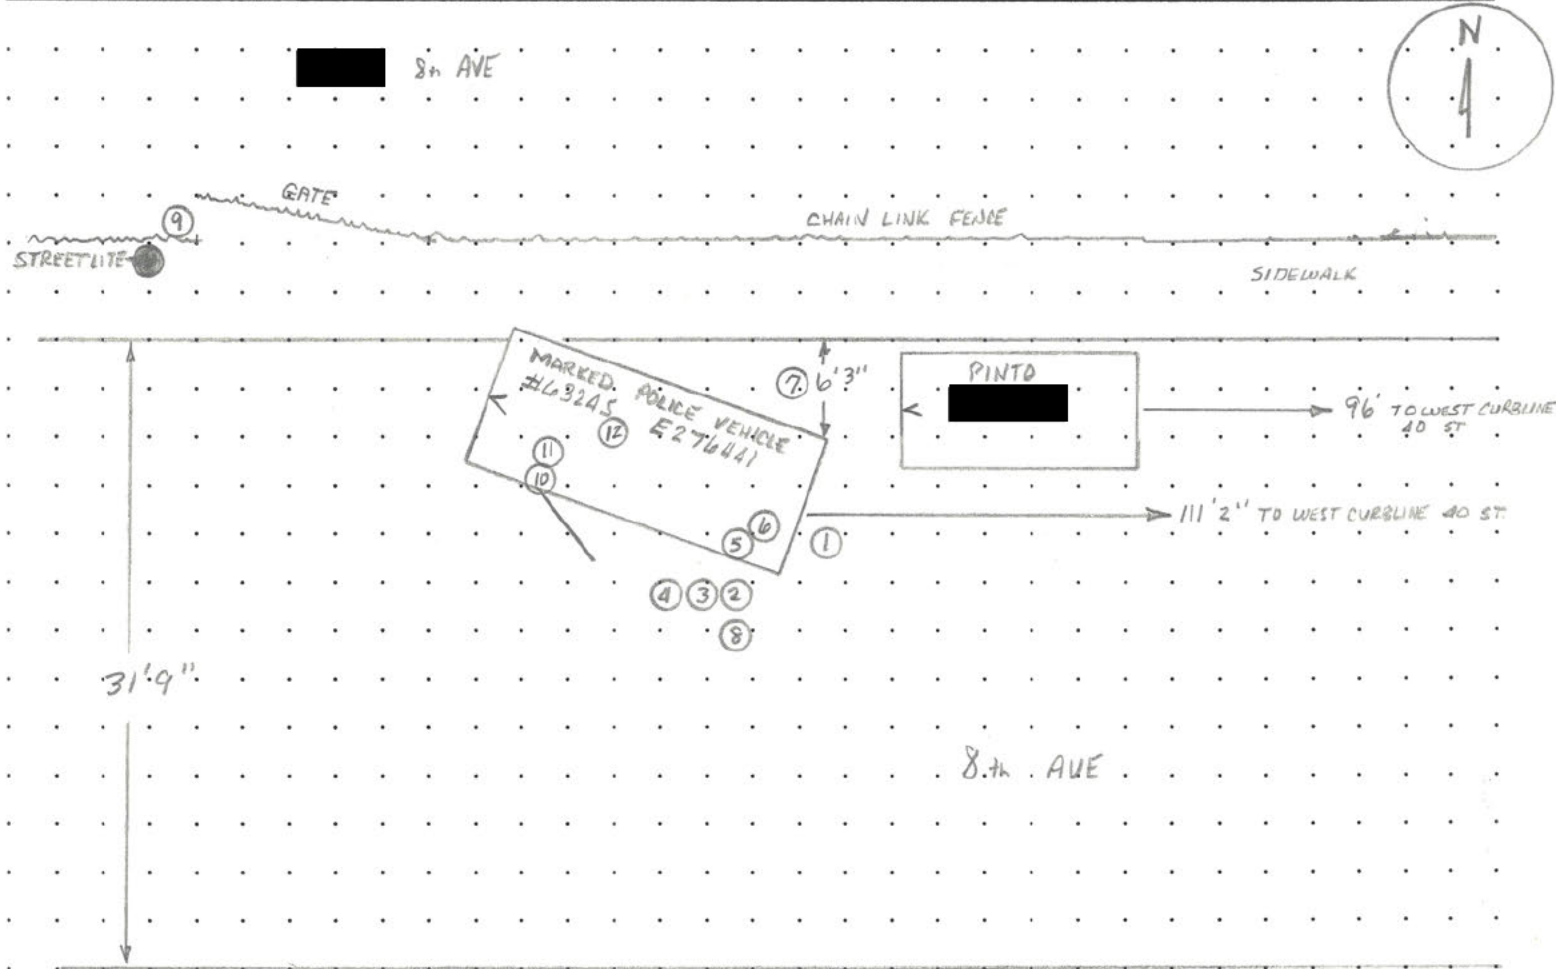 N
8th AVE
GATE
9
CHAIN LINK FENCE
STREETLITE
SIDEWALK
MARKED POLICE VEHICLE
#6324S E276441
12
11
10
7 6'3"
PINTO
96' TO WEST CURBLINE
40 ST
111'2" TO WEST CURBLINE 40 ST.
6
5
1
4 3 2
8
31'9"
8th AVE